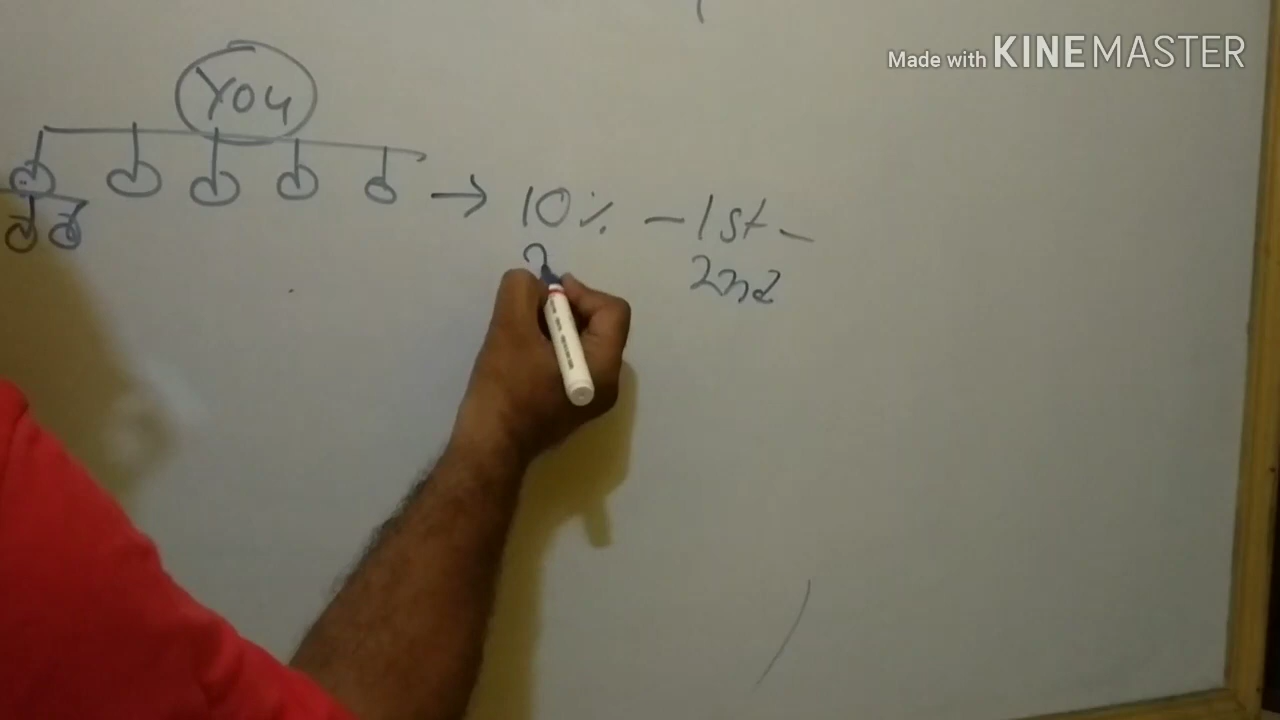 Made with KINEMASTER
YOU
→ 10% - 1st -
2nd